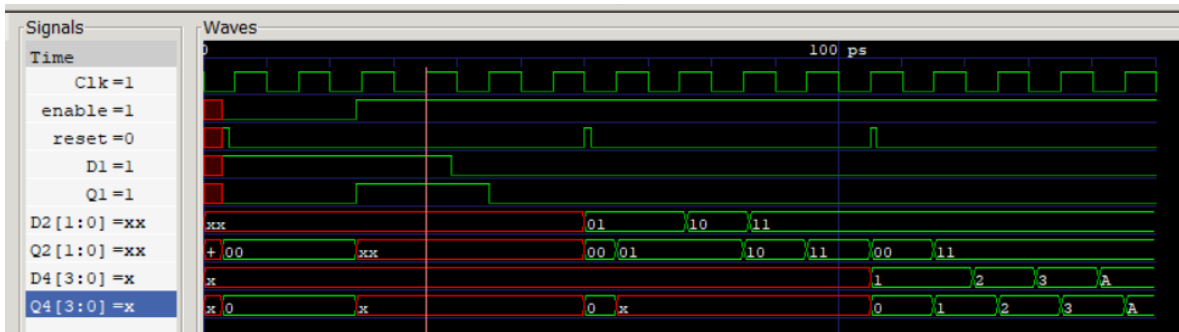 Signals Waves
Time 0 100 ps
Clk=1
enable=1
reset=0
D1=1
Q1=1
D2[1:0]=xx xx 01 10 11
Q2[1:0]=xx + 00 xx 00 01 10 11 00 11
D4[3:0]=x x 1 2 3 A
Q4[3:0]=x x 0 x 0 x 0 1 2 3 A